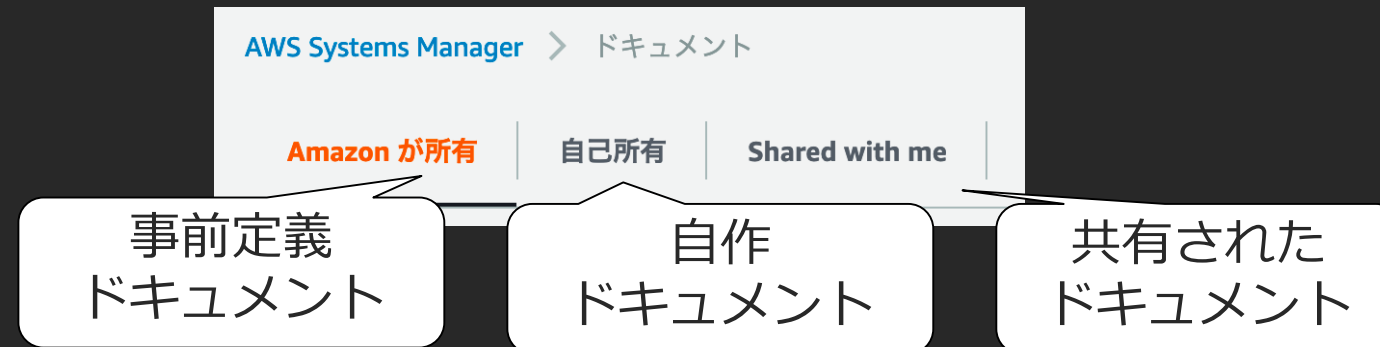 AWS Systems Manager > ドキュメント
Amazon が所有
自己所有
Shared with me
事前定義
ドキュメント
自作
ドキュメント
共有された
ドキュメント